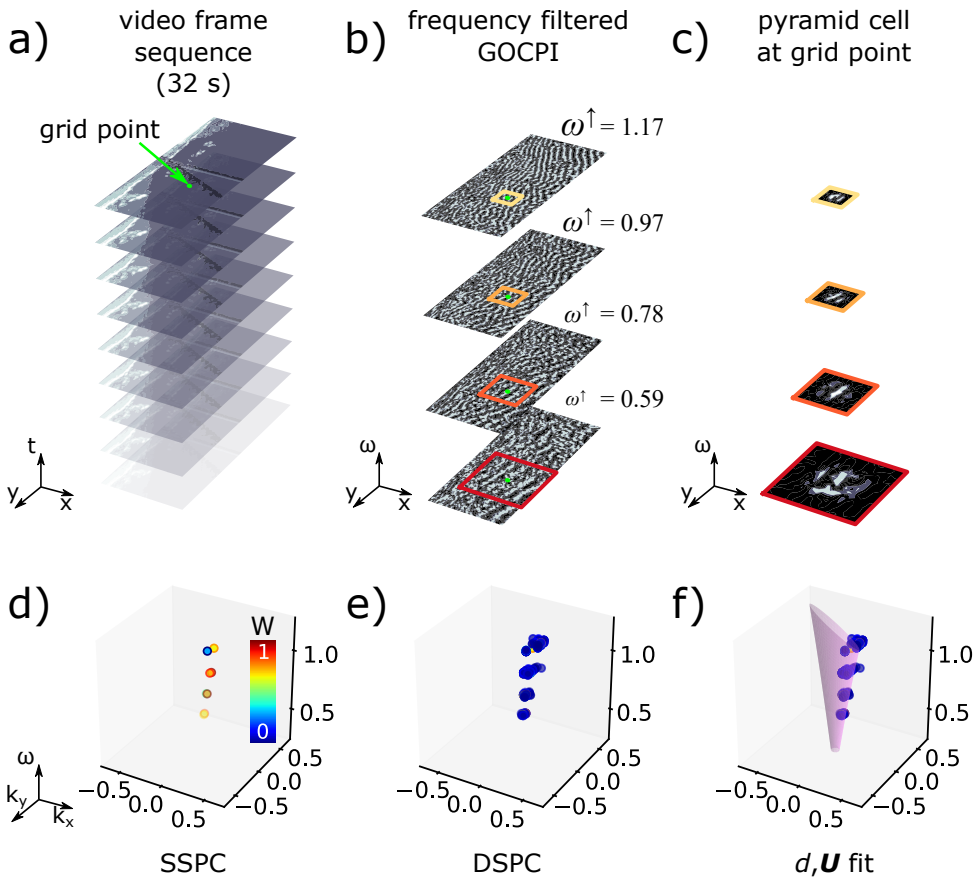 a)
video frame
sequence
(32 s)
grid point
t
y
x
b)
frequency filtered
GOCPI
ω↑ = 1.17
ω↑ = 0.97
ω↑ = 0.78
ω↑ = 0.59
ω
y
x
c)
pyramid cell
at grid point
ω
y
x
d)
W
1
0
1.0
0.5
0.5
0.0
−0.5
−0.5
0.0
0.5
ω
ky
kx
SSPC
e)
1.0
0.5
0.5
0.0
−0.5
−0.5
0.0
0.5
DSPC
f)
1.0
0.5
0.5
0.0
−0.5
−0.5
0.0
0.5
d,U fit